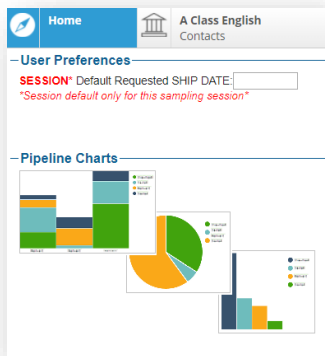 Home
A Class English
Contacts
User Preferences
SESSION* Default Requested SHIP DATE:
*Session default only for this sampling session*
Pipeline Charts